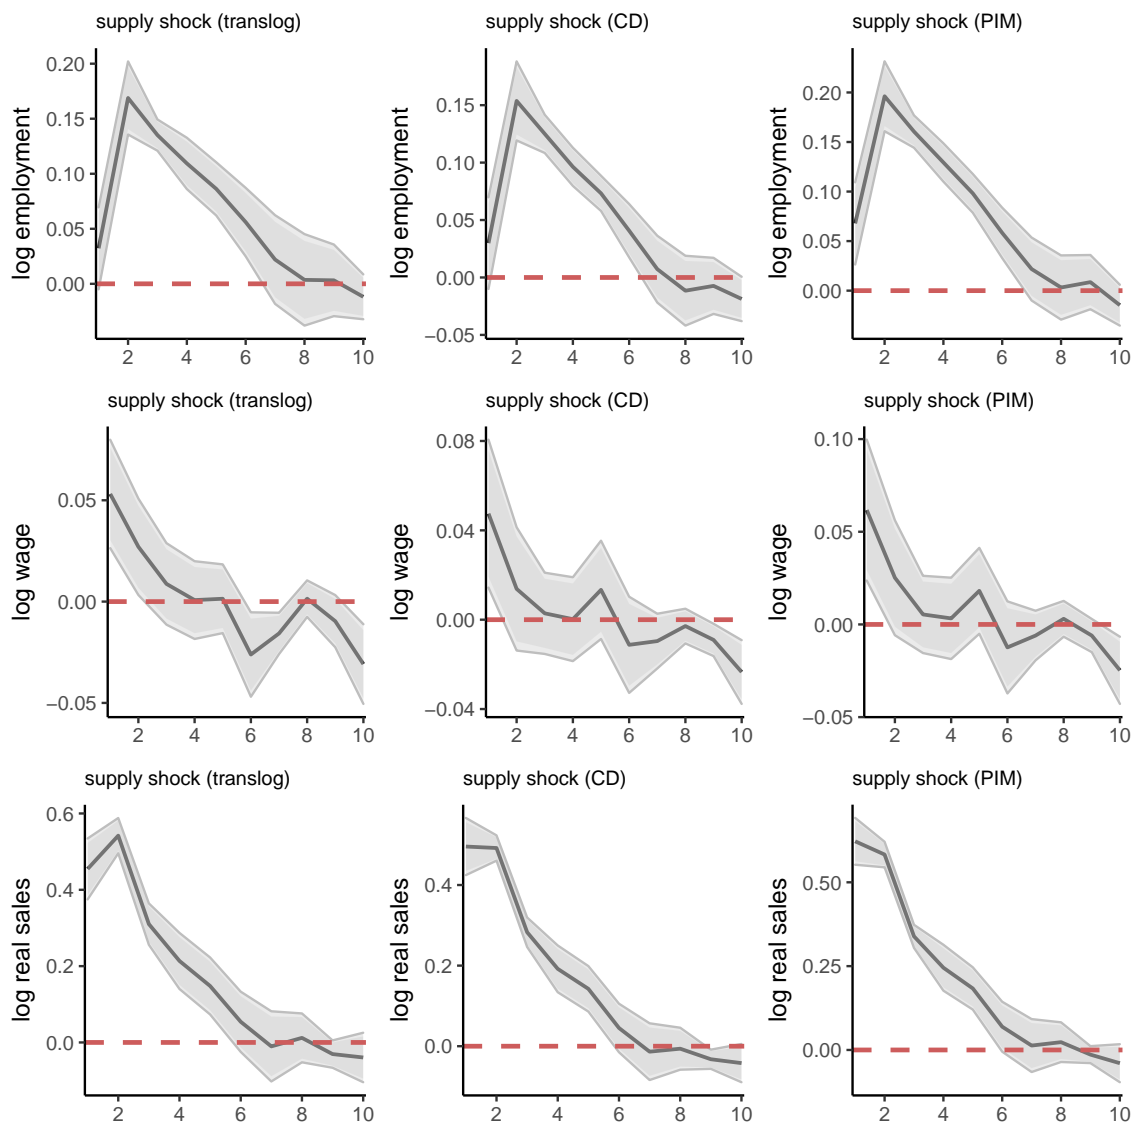 supply shock (translog)
supply shock (CD)
supply shock (PIM)
log employment
0.20
0.15
0.10
0.05
0.00
2 4 6 8 10
log employment
0.15
0.10
0.05
0.00
−0.05
2 4 6 8 10
log employment
0.20
0.15
0.10
0.05
0.00
2 4 6 8 10
supply shock (translog)
supply shock (CD)
supply shock (PIM)
log wage
0.05
0.00
−0.05
2 4 6 8 10
log wage
0.08
0.04
0.00
−0.04
2 4 6 8 10
log wage
0.10
0.05
0.00
−0.05
2 4 6 8 10
supply shock (translog)
supply shock (CD)
supply shock (PIM)
log real sales
0.6
0.4
0.2
0.0
2 4 6 8 10
log real sales
0.4
0.2
0.0
2 4 6 8 10
log real sales
0.50
0.25
0.00
2 4 6 8 10